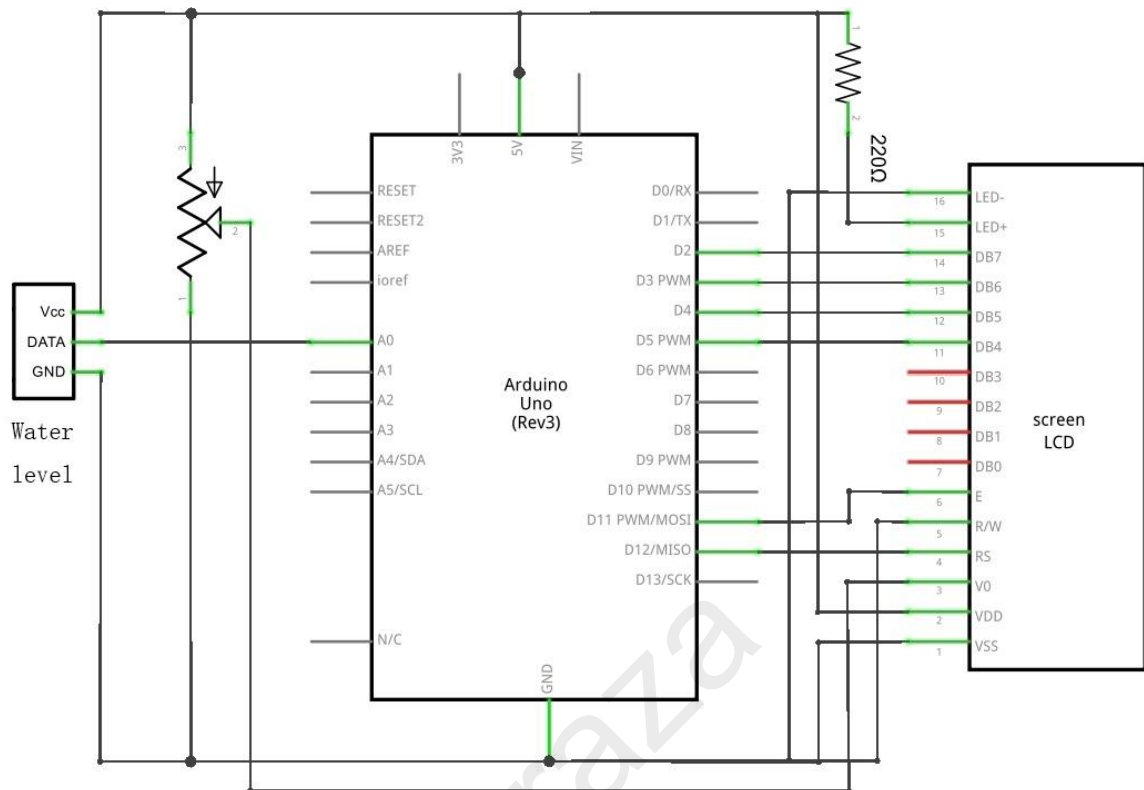 1
2
220Ω
3
2
1
Vcc
DATA
GND
Water
level
3V3
5V
VIN
RESET
RESET2
AREF
ioref
A0
A1
A2
A3
A4/SDA
A5/SCL
N/C
Arduino
Uno
(Rev3)
D0/RX
D1/TX
D2
D3 PWM
D4
D5 PWM
D6 PWM
D7
D8
D9 PWM
D10 PWM/SS
D11 PWM/MOSI
D12/MISO
D13/SCK
GND
16 LED-
15 LED+
14 DB7
13 DB6
12 DB5
11 DB4
10 DB3
9 DB2
8 DB1
7 DB0
6 E
5 R/W
4 RS
3 V0
2 VDD
1 VSS
screen
LCD
raza